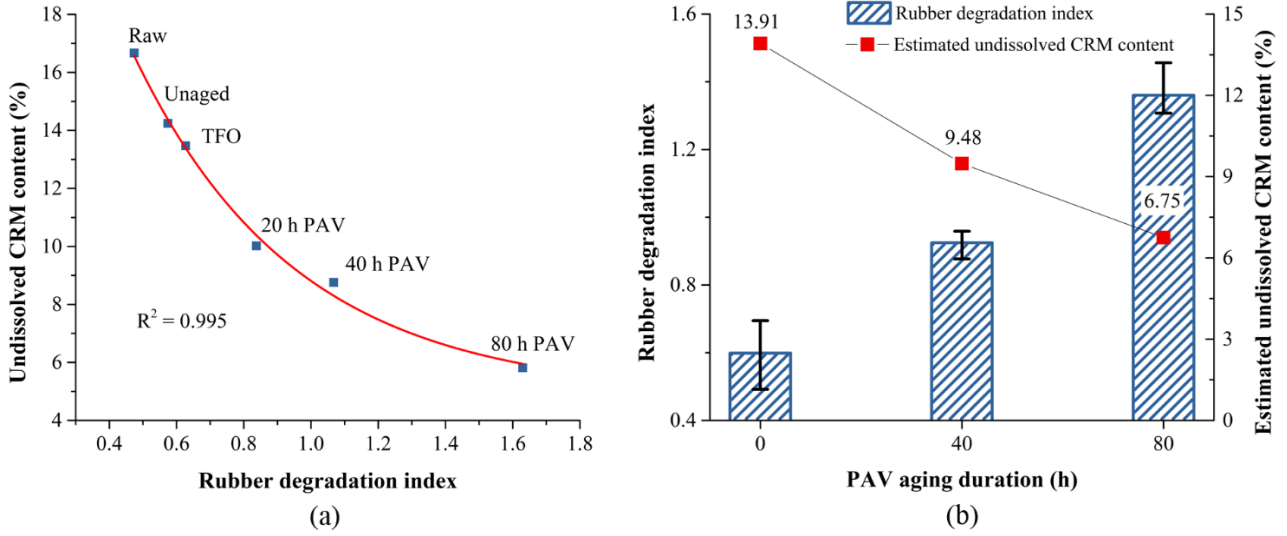 Undissolved CRM content (%)
18
16
14
12
10
8
6
4
Raw
Unaged
TFO
20 h PAV
40 h PAV
80 h PAV
R² = 0.995
0.4 0.6 0.8 1.0 1.2 1.4 1.6 1.8
Rubber degradation index
(a)
Rubber degradation index
1.6
1.2
0.8
0.4
Rubber degradation index
Estimated undissolved CRM content
13.91
9.48
6.75
15
12
9
6
3
0
Estimated undissolved CRM content (%)
0 40 80
PAV aging duration (h)
(b)